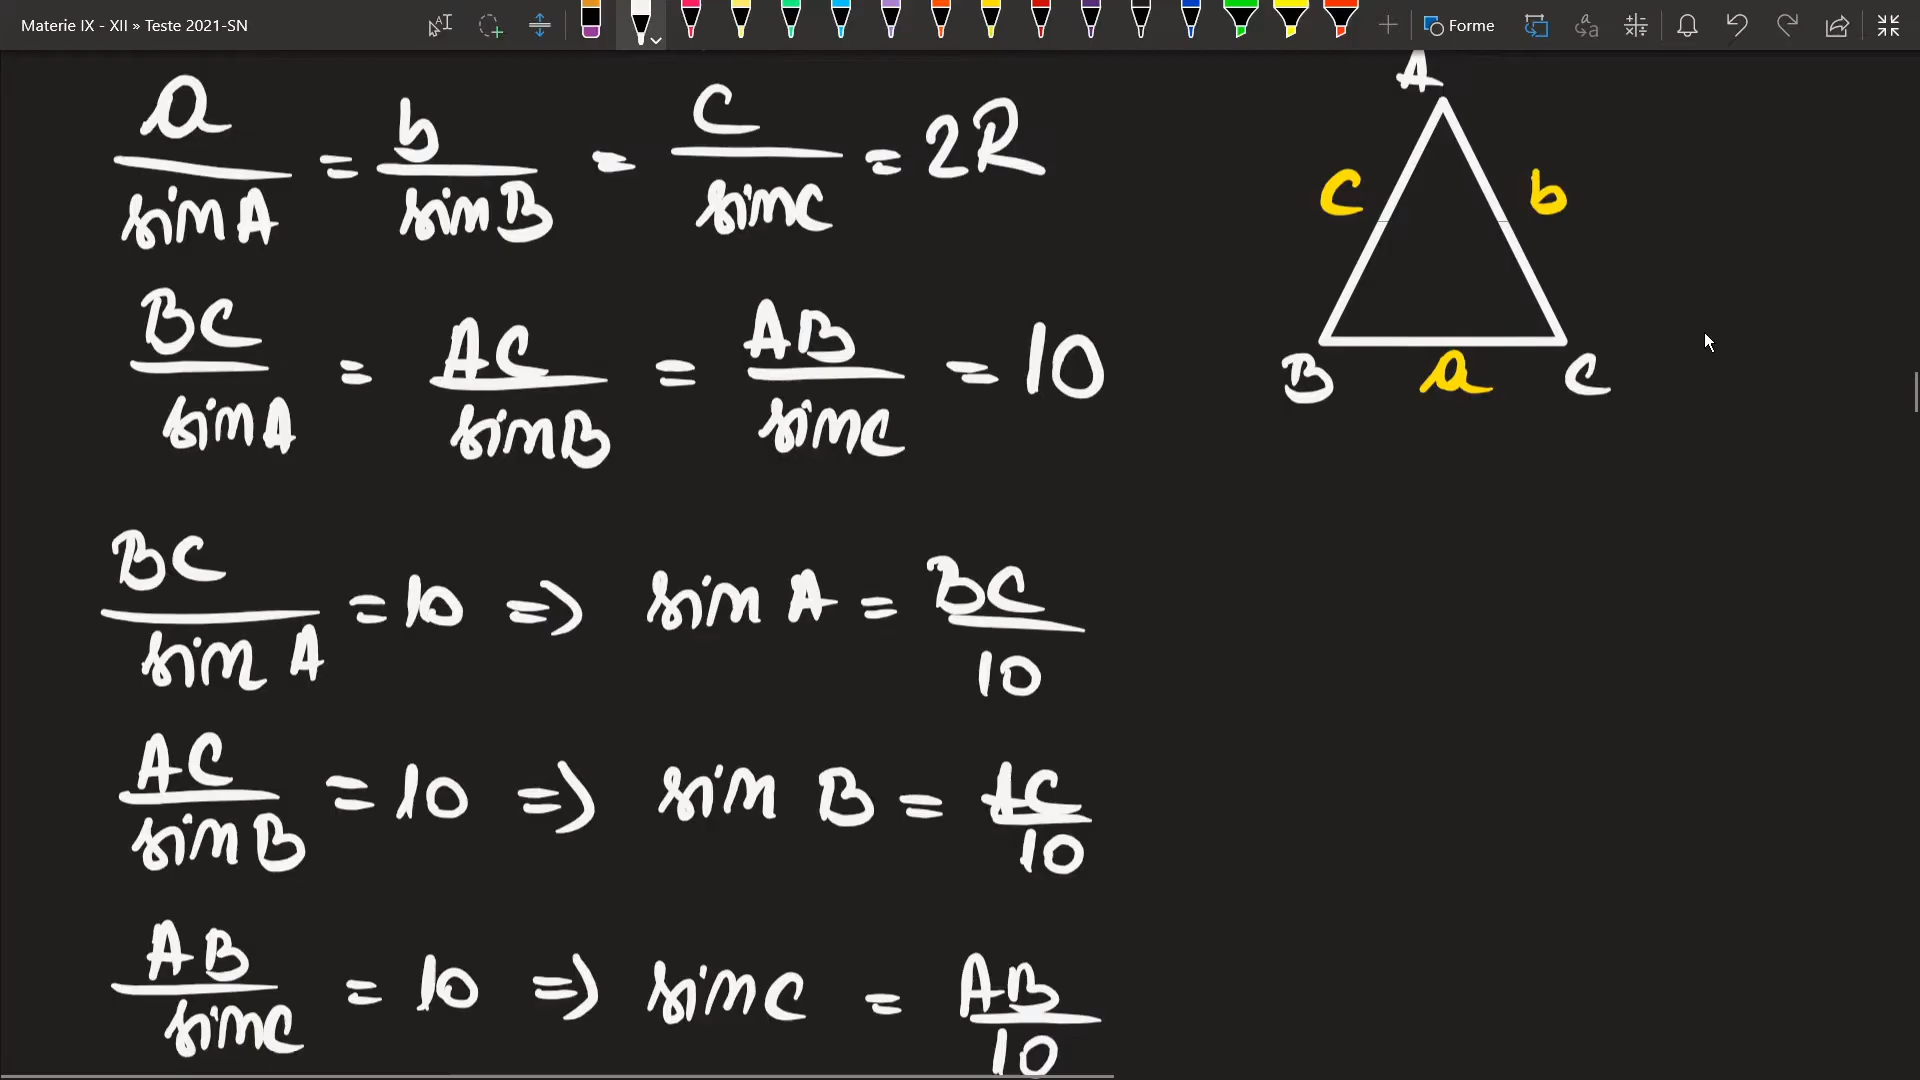 Materie IX - XII » Teste 2021-SN
Forme
a/sin A = b/sin B = c/sin C = 2R
BC/sin A = AC/sin B = AB/sin C = 10
BC/sin A = 10 => sin A = BC/10
AC/sin B = 10 => sin B = AC/10
AB/sin C = 10 => sin C = AB/10
A
c
b
B
a
C